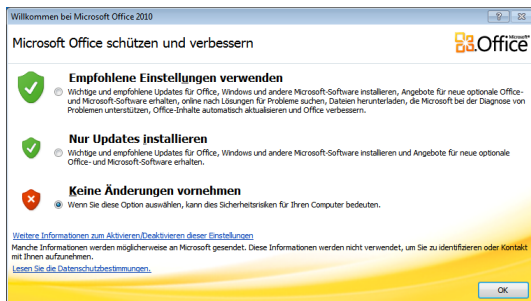 Willkommen bei Microsoft Office 2010
Microsoft Office schützen und verbessern
Microsoft®
Office
Empfohlene Einstellungen verwenden
Wichtige und empfohlene Updates für Office, Windows und andere Microsoft-Software installieren, Angebote für neue optionale Office-
und Microsoft-Software erhalten, online nach Lösungen für Probleme suchen, Dateien herunterladen, die Microsoft bei der Diagnose von
Problemen unterstützen, Office-Inhalte automatisch aktualisieren und Office verbessern.
Nur Updates installieren
Wichtige und empfohlene Updates für Office, Windows und andere Microsoft-Software installieren und Angebote für neue optionale
Office- und Microsoft-Software erhalten.
Keine Änderungen vornehmen
Wenn Sie diese Option auswählen, kann dies Sicherheitsrisiken für Ihren Computer bedeuten.
Weitere Informationen zum Aktivieren/Deaktivieren dieser Einstellungen
Manche Informationen werden möglicherweise an Microsoft gesendet. Diese Informationen werden nicht verwendet, um Sie zu identifizieren oder Kontakt
mit Ihnen aufzunehmen.
Lesen Sie die Datenschutzbestimmungen.
OK